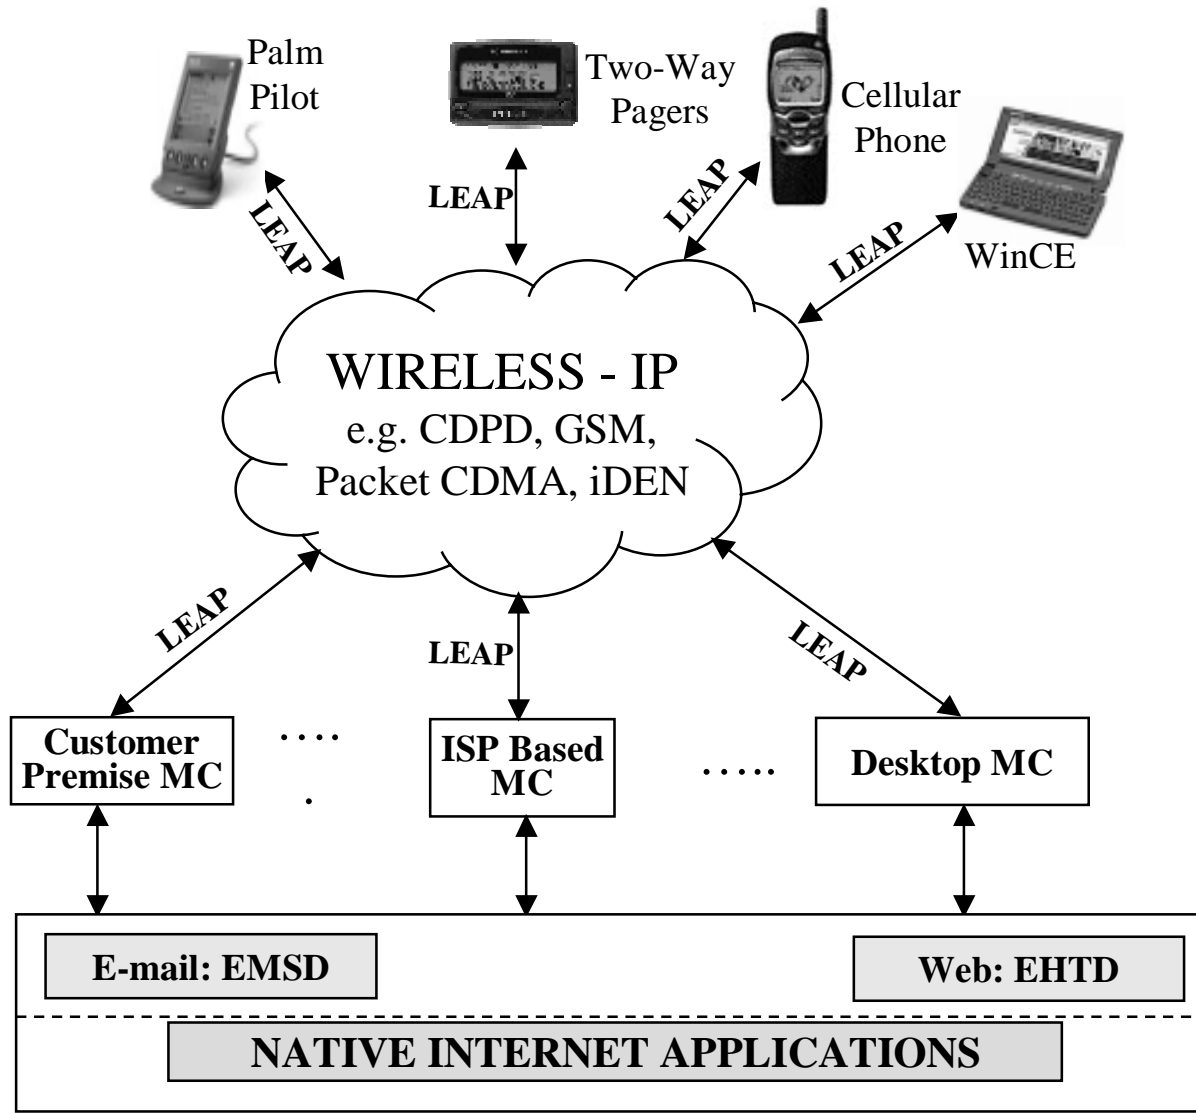 Palm
Pilot
Two-Way
Pagers
Cellular
Phone
WinCE
LEAP
LEAP
LEAP
LEAP
WIRELESS - IP
e.g. CDPD, GSM,
Packet CDMA, iDEN
LEAP
LEAP
LEAP
Customer
Premise MC
....
.
ISP Based
MC
.....
Desktop MC
E-mail: EMSD
Web: EHTD
NATIVE INTERNET APPLICATIONS